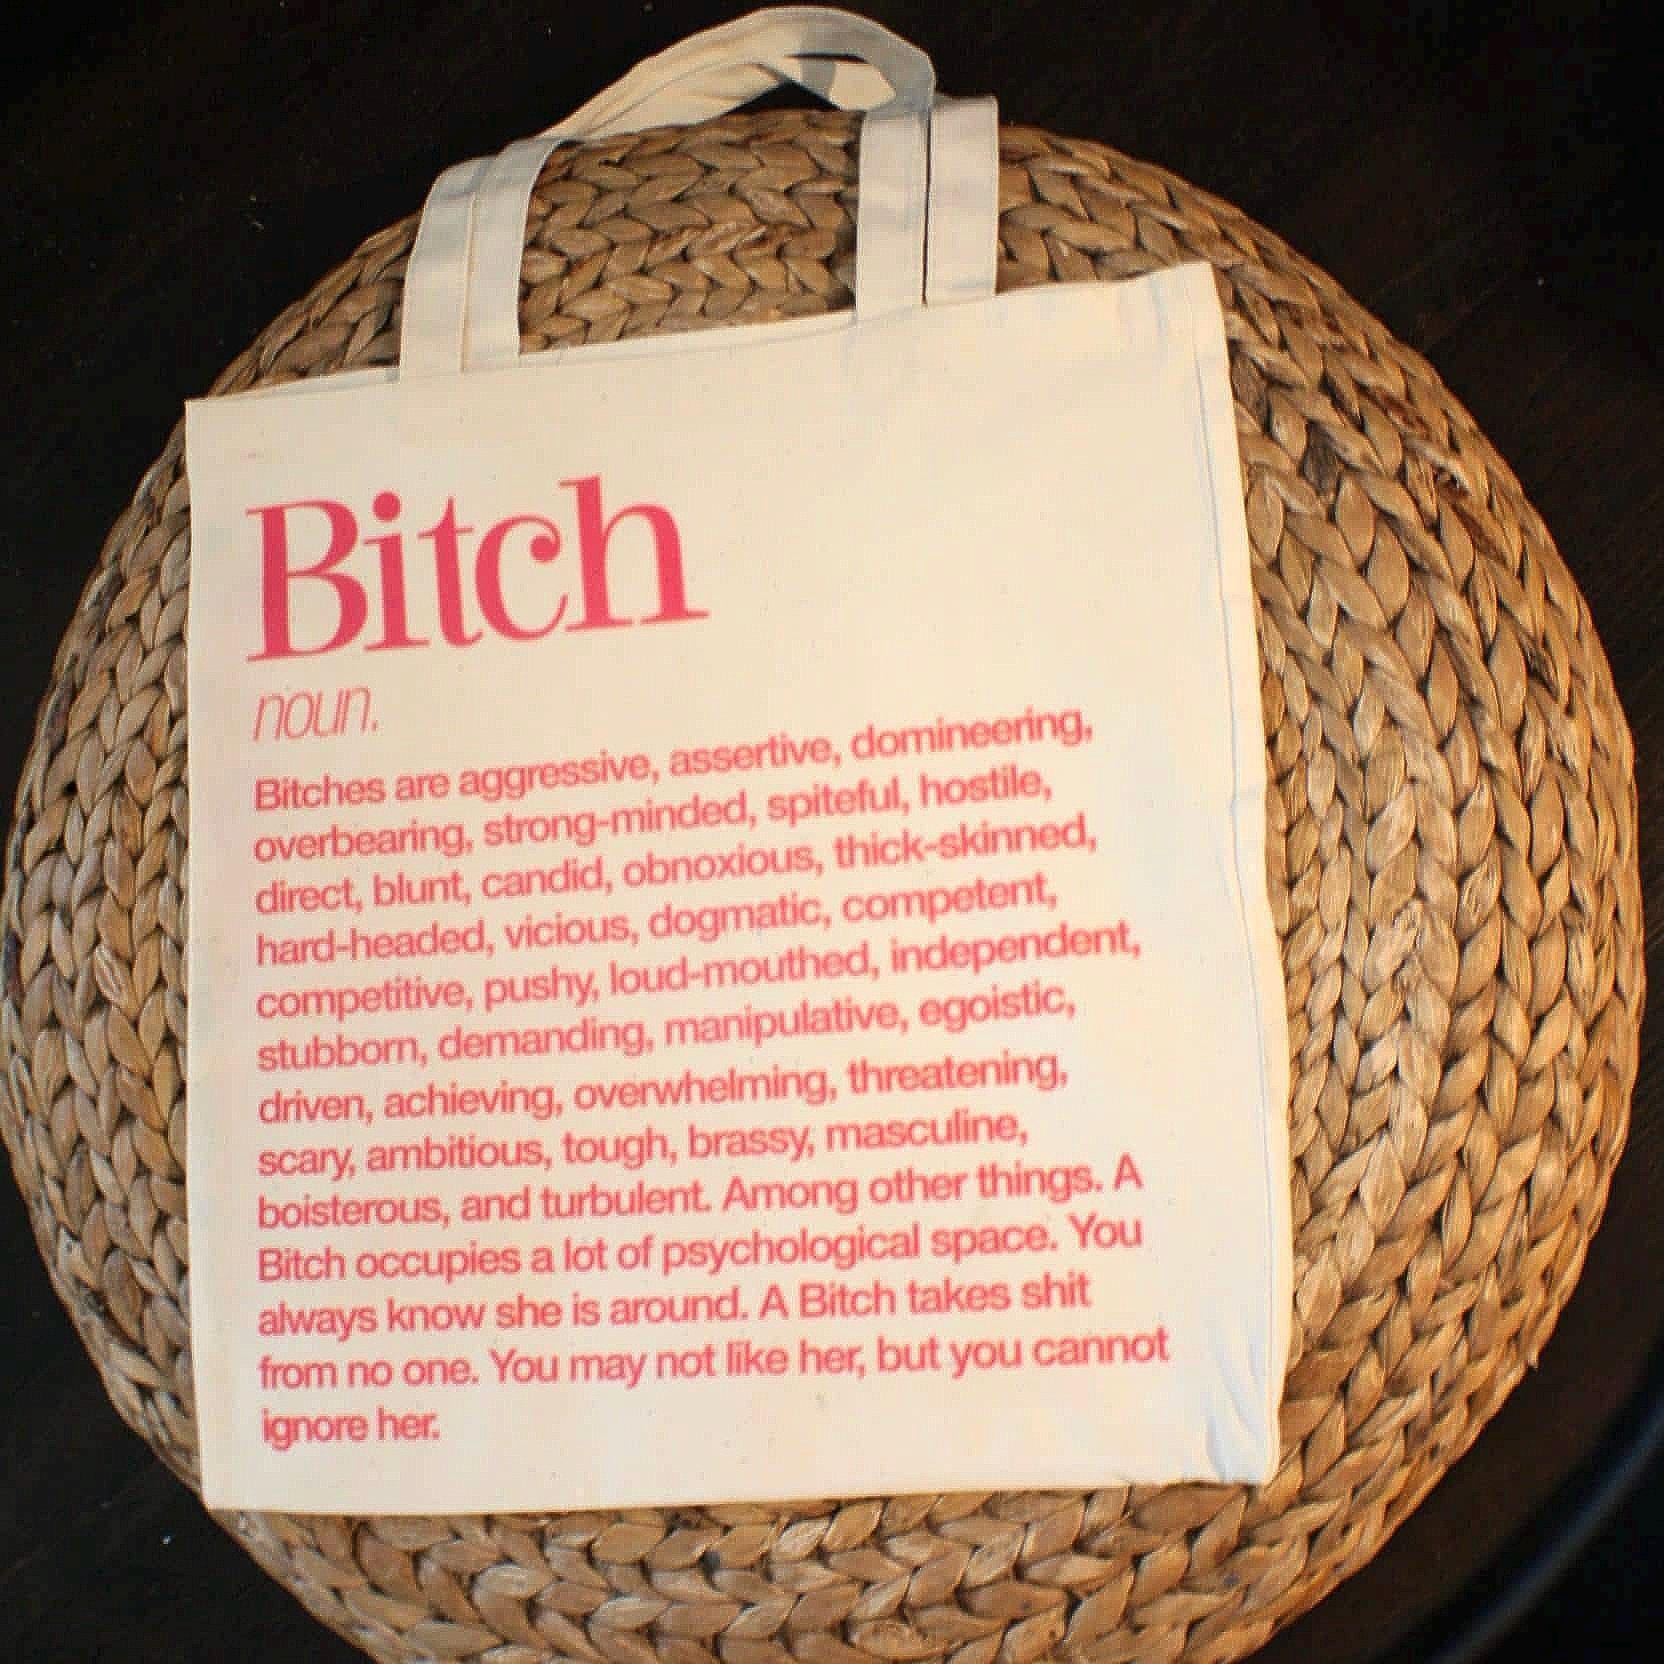 Bitch
noun.
Bitches are aggressive, assertive, domineering,
overbearing, strong-minded, spiteful, hostile,
direct, blunt, candid, obnoxious, thick-skinned,
hard-headed, vicious, dogmatic, competent,
competitive, pushy, loud-mouthed, independent,
stubborn, demanding, manipulative, egoistic,
driven, achieving, overwhelming, threatening,
scary, ambitious, tough, brassy, masculine,
boisterous, and turbulent. Among other things. A
Bitch occupies a lot of psychological space. You
always know she is around. A Bitch takes shit
from no one. You may not like her, but you cannot
ignore her.